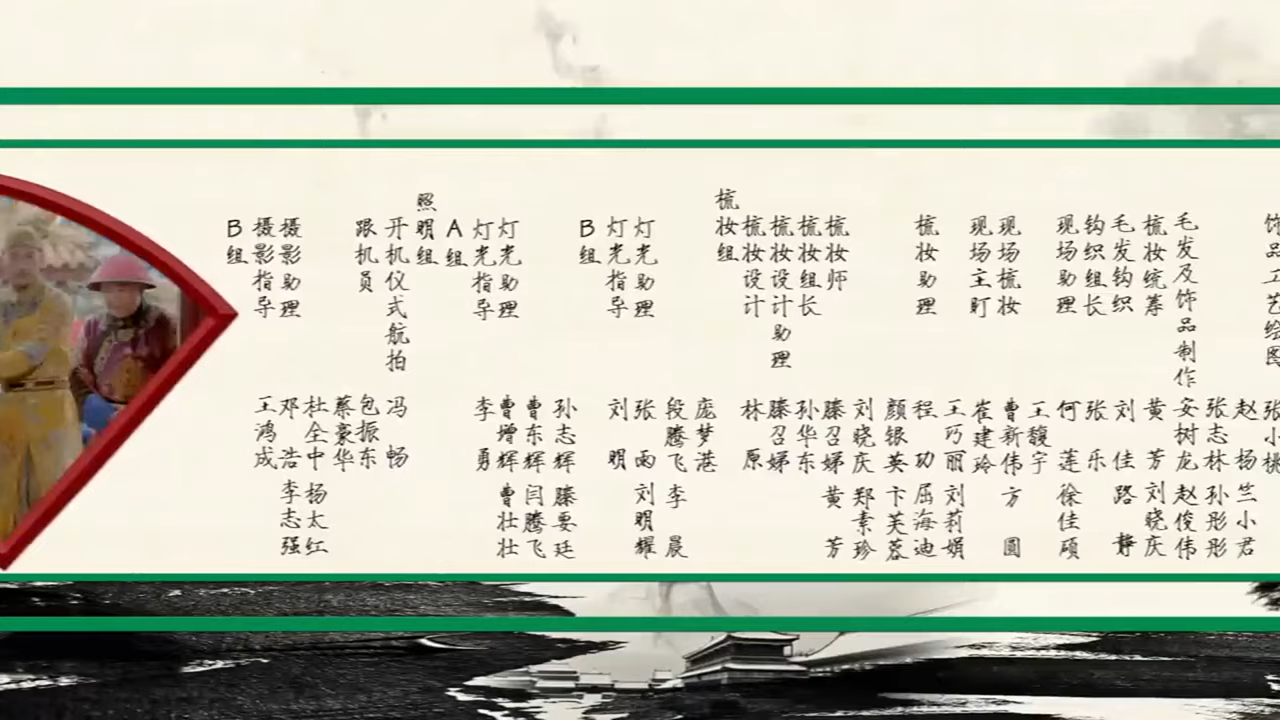 B组
摄影指导
王鸿成
摄影助理
邓浩 李志强
杜全中 杨太红
蔡豪华
跟机员
包振东
开机仪式航拍
冯畅
照明组
A组
灯光指导
李勇
灯光助理
曹增辉 曹壮壮
曹东辉 闫腾飞
孙志辉 滕要廷
B组
灯光指导
刘明
灯光助理
张雨 刘明耀
段腾飞 李晨
庞梦港
梳妆组
梳妆设计
林原
梳妆设计助理
滕召娣
梳妆组长
孙华东
梳妆师
滕召娣 黄芳
刘晓庆 郑素珍
颜银英 卞芙蓉
梳妆助理
程功 屈海迪
王巧丽 刘莉娟
现场主盯
崔建玲
现场梳妆
曹新伟 方圆
王馥宇
现场助理
何莲 徐佳硕
钩织组长
张乐
毛发钩织
刘佳 路静
梳妆统筹
黄芳 刘晓庆
毛发及饰品制作
安树龙 赵俊伟
张志林 孙彤彤
赵杨 竺小君
饰品工艺绘图
张小桃